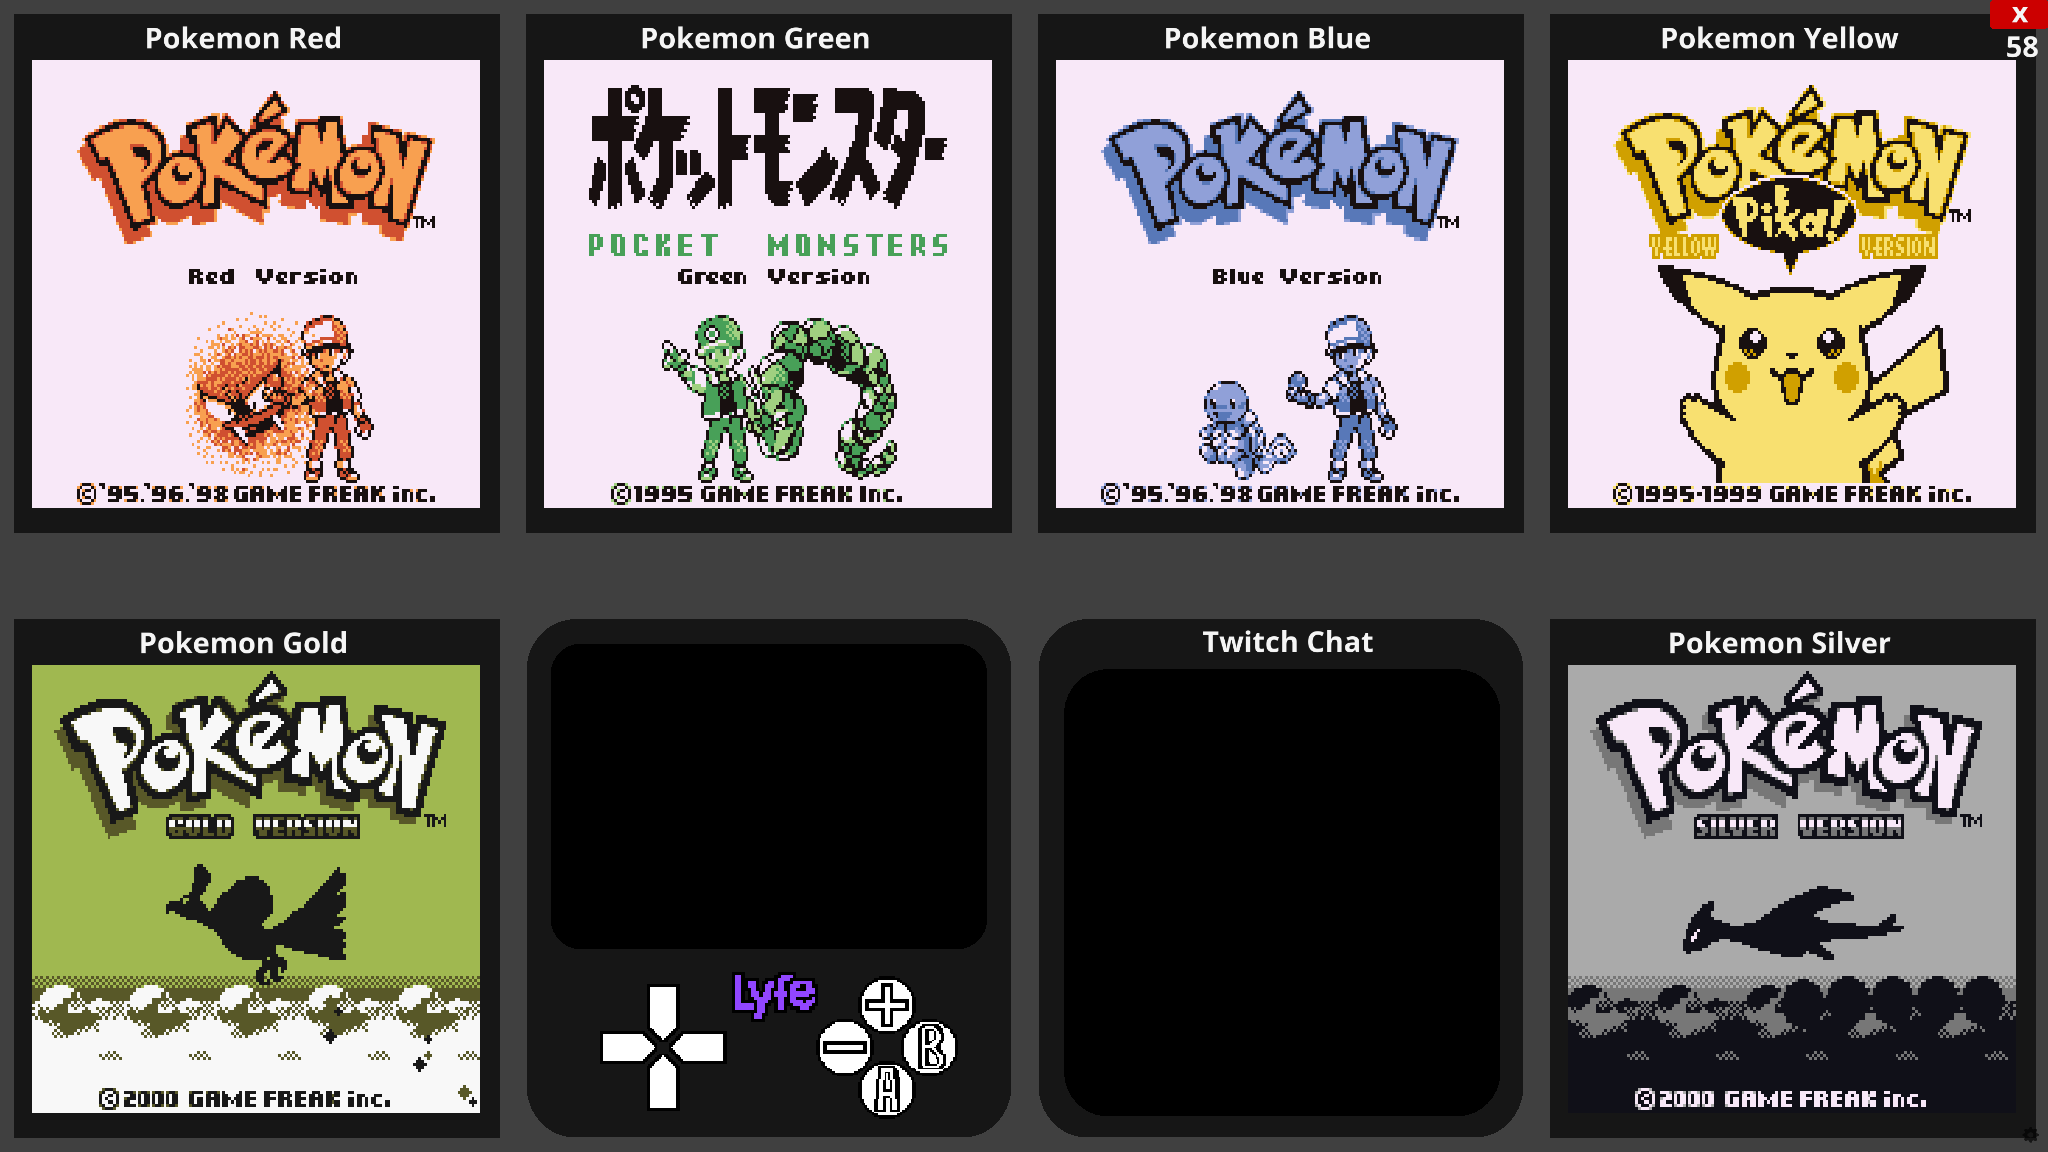 Pokemon Red
POKéMON
TM
Red Version
©'95.'96.'98 GAME FREAK inc.
Pokemon Green
ポケットモンスター
POCKET MONSTERS
Green Version
©1995 GAME FREAK Inc.
Pokemon Blue
POKéMON
TM
Blue Version
©'95.'96.'98 GAME FREAK inc.
Pokemon Yellow
X
58
POKéMON
TM
Pika!
YELLOW VERSION
©1995-1999 GAME FREAK inc.
Pokemon Gold
POKéMON
TM
GOLD VERSION
©2000 GAME FREAK inc.
Lyfe
B
A
Twitch Chat
Pokemon Silver
POKéMON
TM
SILVER VERSION
©2000 GAME FREAK inc.